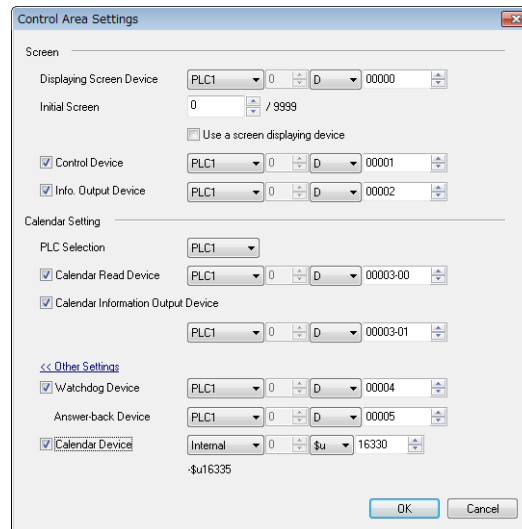 Control Area Settings
Screen
Displaying Screen Device PLC1 0 D 00000
Initial Screen 0 / 9999
Use a screen displaying device
Control Device PLC1 0 D 00001
Info. Output Device PLC1 0 D 00002
Calendar Setting
PLC Selection PLC1
Calendar Read Device PLC1 0 D 00003-00
Calendar Information Output Device
PLC1 0 D 00003-01
<< Other Settings
Watchdog Device PLC1 0 D 00004
Answer-back Device PLC1 0 D 00005
Calendar Device Internal 0 $u 16330
-$u16335
OK Cancel